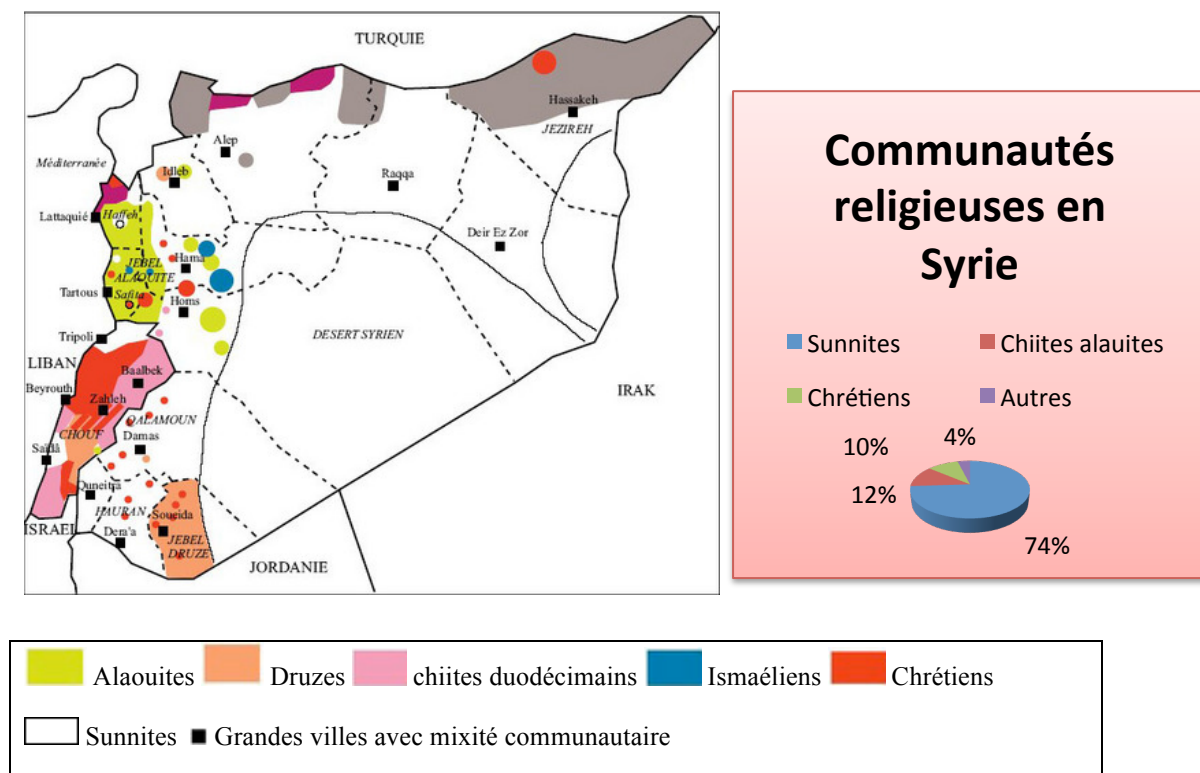 TURQUIE
Hassakeh
JEZIREH
Alep
Méditerranée
Idleb
Raqqa
Lattaquié
Haffeh
Deir Ez Zor
Hama
JEBEL
ALAOUITE
Tartous
Safita
Homs
DESERT SYRIEN
Tripoli
LIBAN
Baalbek
Beyrouth
IRAK
Zahleh
QALAMOUN
CHOUF
Damas
Saïdâ
Quneitra
HAURAN
Soueida
ISRAEL
Dera'a
JEBEL
DRUZE
JORDANIE
Communautés
religieuses en
Syrie
Sunnites Chiites alauites
Chrétiens Autres
10% 4%
12%
74%
Alaouites Druzes chiites duodécimains Ismaéliens Chrétiens
Sunnites Grandes villes avec mixité communautaire